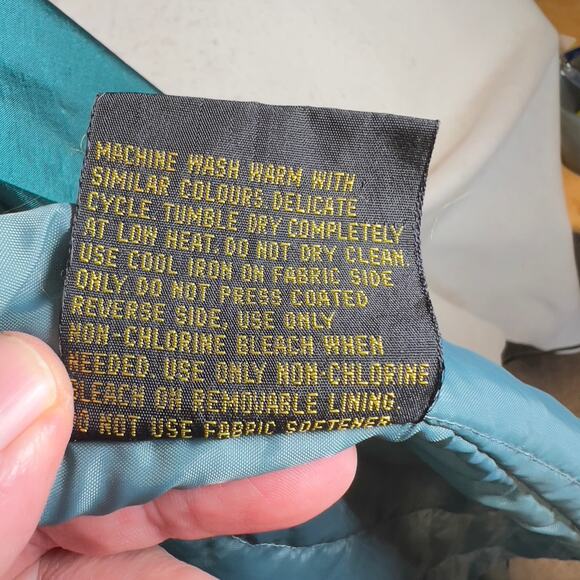 MACHINE WASH WARM WITH
SIMILAR COLOURS DELICATE
CYCLE. TUMBLE DRY COMPLETELY
AT LOW HEAT. DO NOT DRY CLEAN.
USE COOL IRON ON FABRIC SIDE
ONLY. DO NOT PRESS COATED
REVERSE SIDE. USE ONLY
NON-CHLORINE BLEACH WHEN
NEEDED. USE ONLY NON-CHLORINE
BLEACH ON REMOVABLE LINING
DO NOT USE FABRIC SOFTENER